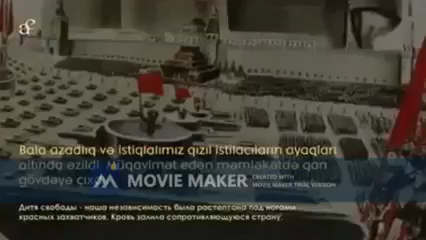 Bala azadlıq və istiqlalımız qızıl istilaçıların ayaqları
altında əzildi. Müqavimət edən məmləkətdə qan
gövdəyə
MOVIE MAKER
CREATED WITH
MOVIE MAKER TRIAL VERSION
Дитя свободы - наша независимость была растоптана под ногами
красных захватчиков. Кровь залила сопротивляющуюся страну.